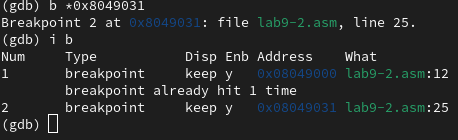 (gdb) b *0x8049031
Breakpoint 2 at 0x8049031: file lab9-2.asm, line 25.
(gdb) i b
Num     Type           Disp Enb Address    What
1       breakpoint     keep y   0x08049000 lab9-2.asm:12
        breakpoint already hit 1 time
2       breakpoint     keep y   0x08049031 lab9-2.asm:25
(gdb)